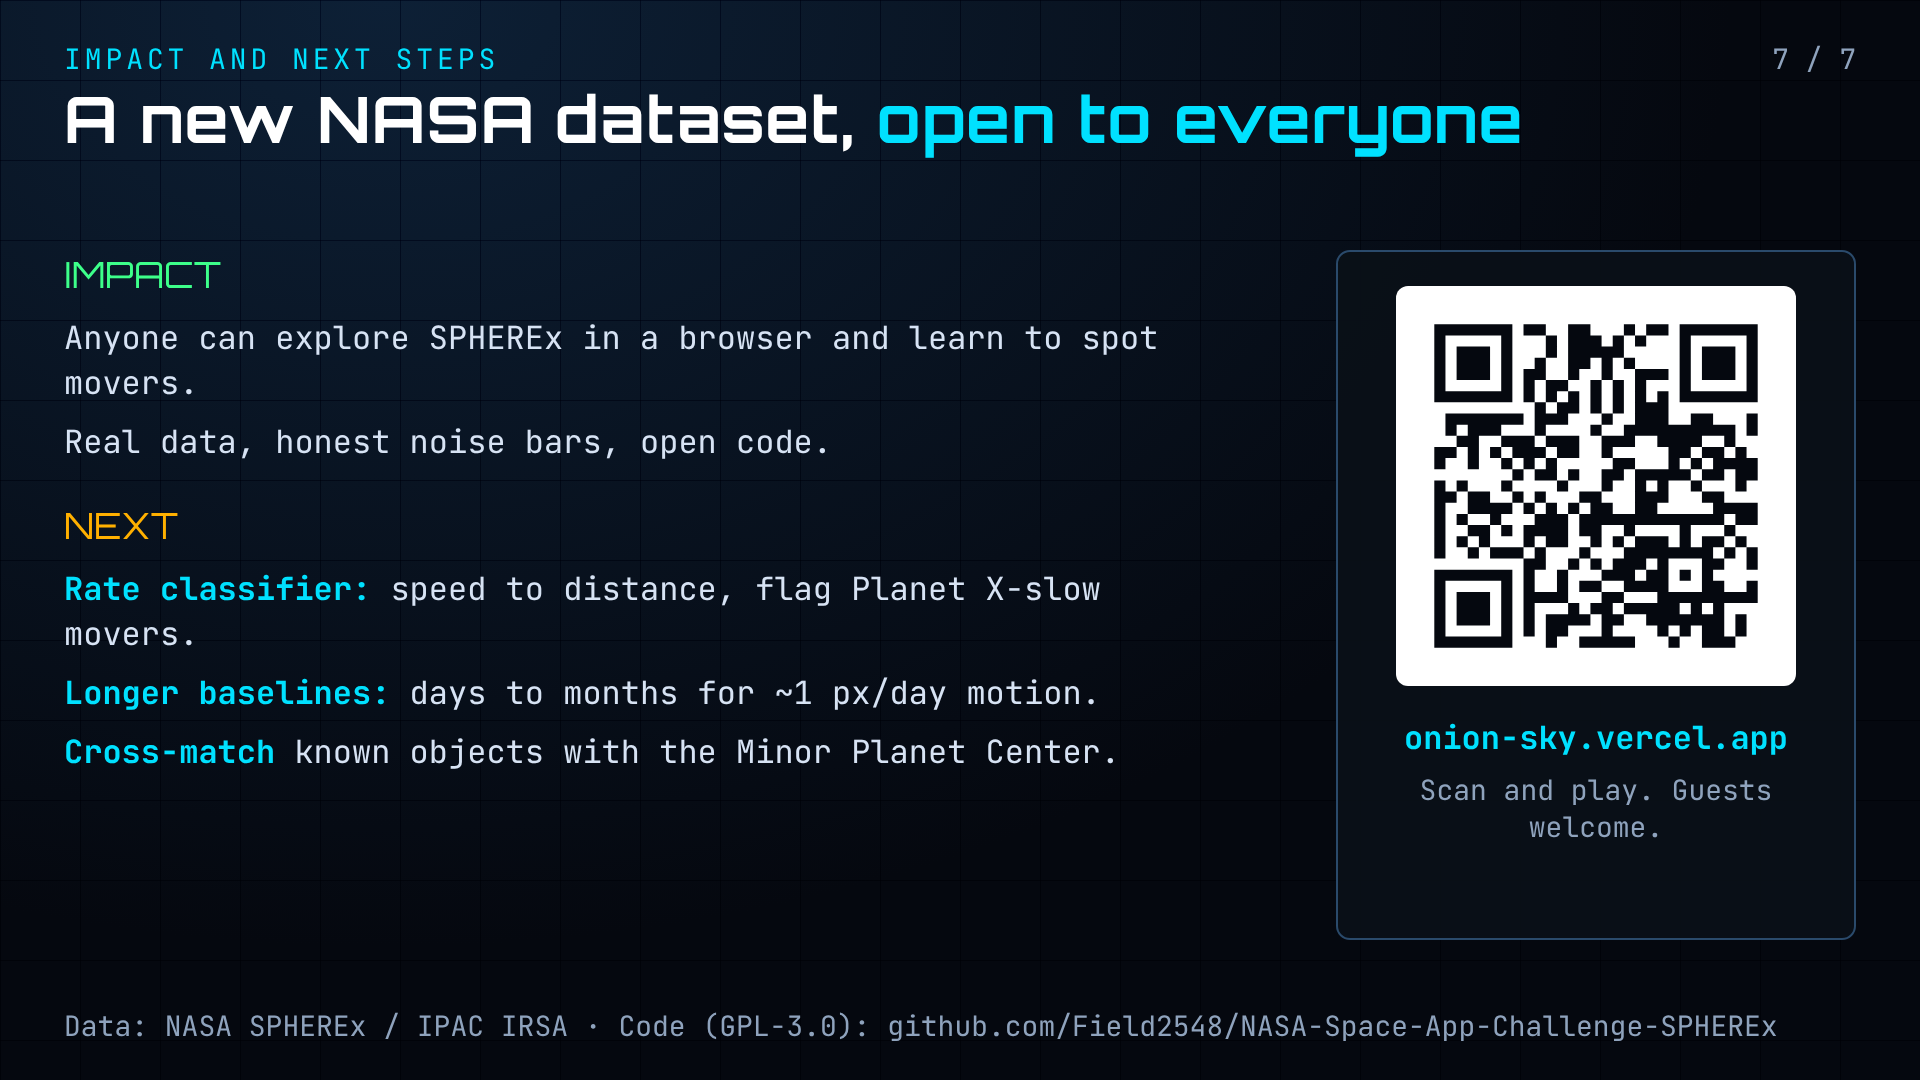 IMPACT AND NEXT STEPS
7 / 7
A new NASA dataset, open to everyone
IMPACT
Anyone can explore SPHEREx in a browser and learn to spot
movers.
Real data, honest noise bars, open code.
NEXT
Rate classifier: speed to distance, flag Planet X-slow
movers.
Longer baselines: days to months for ~1 px/day motion.
Cross-match known objects with the Minor Planet Center.
onion-sky.vercel.app
Scan and play. Guests
welcome.
Data: NASA SPHEREx / IPAC IRSA · Code (GPL-3.0): github.com/Field2548/NASA-Space-App-Challenge-SPHEREx